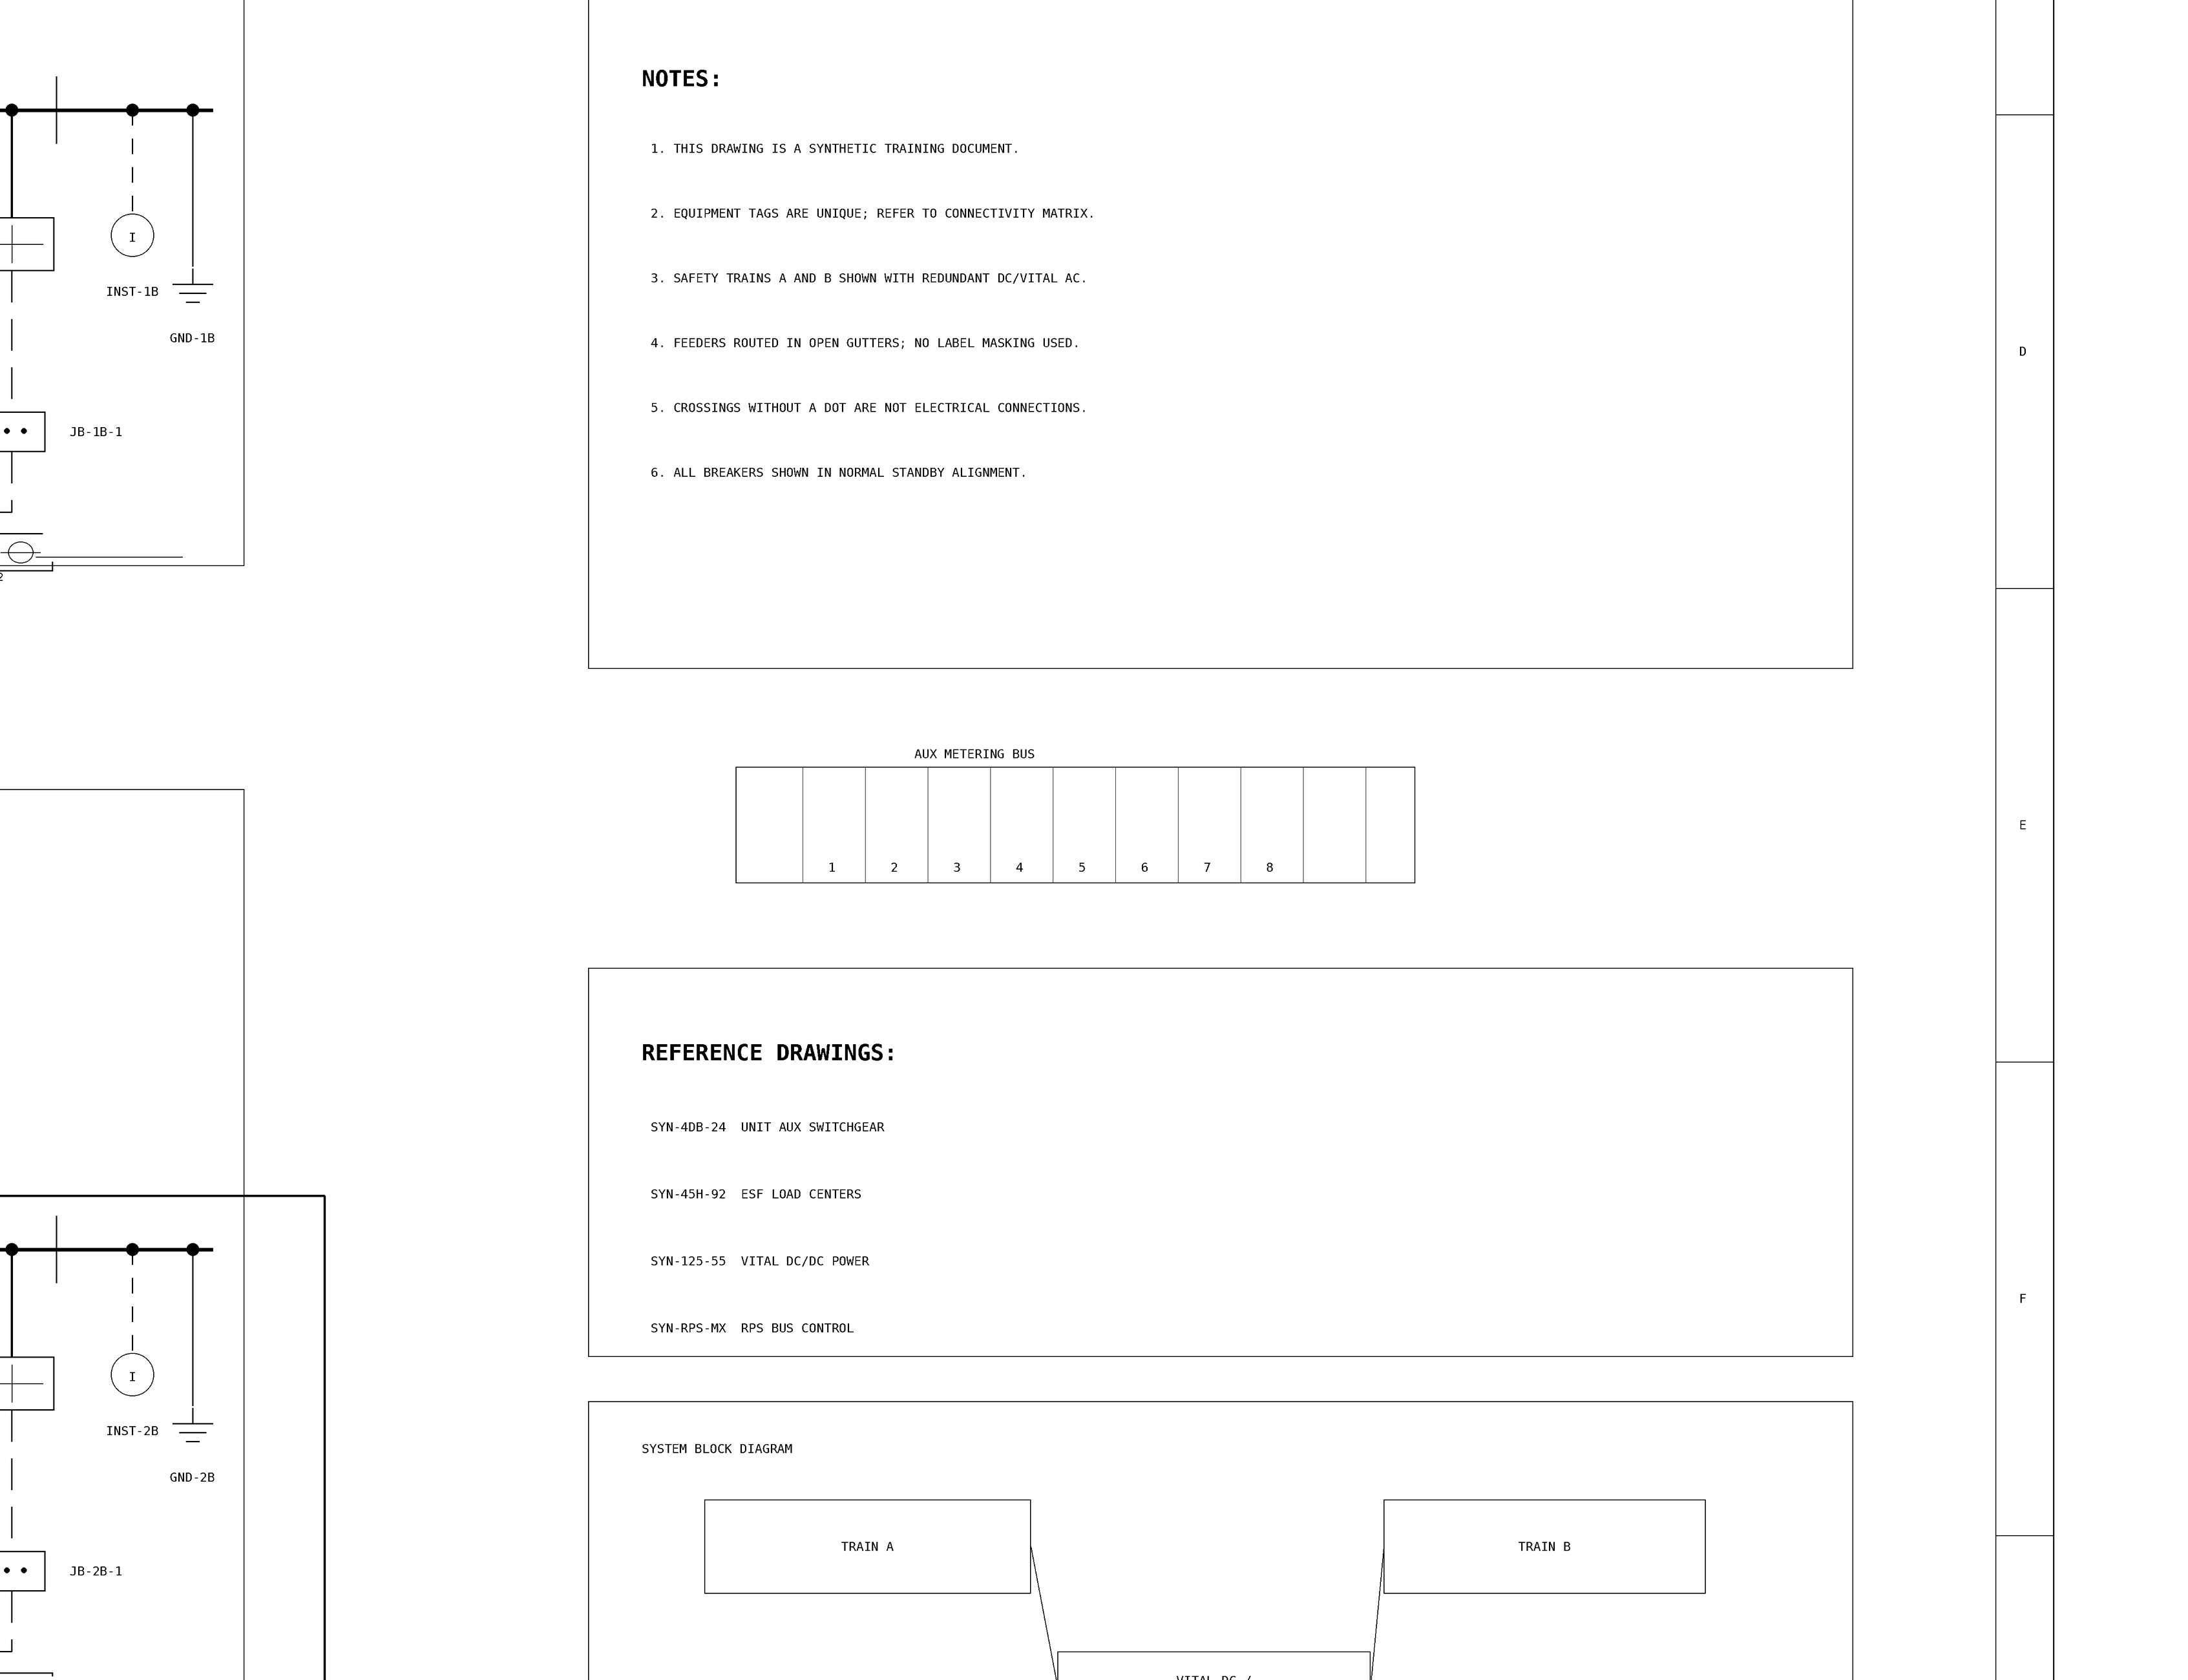 I
INST-1B
GND-1B
JB-1B-1
2
NOTES:
1. THIS DRAWING IS A SYNTHETIC TRAINING DOCUMENT.
2. EQUIPMENT TAGS ARE UNIQUE; REFER TO CONNECTIVITY MATRIX.
3. SAFETY TRAINS A AND B SHOWN WITH REDUNDANT DC/VITAL AC.
4. FEEDERS ROUTED IN OPEN GUTTERS; NO LABEL MASKING USED.
5. CROSSINGS WITHOUT A DOT ARE NOT ELECTRICAL CONNECTIONS.
6. ALL BREAKERS SHOWN IN NORMAL STANDBY ALIGNMENT.
AUX METERING BUS
1 2 3 4 5 6 7 8
REFERENCE DRAWINGS:
SYN-4DB-24  UNIT AUX SWITCHGEAR
SYN-45H-92  ESF LOAD CENTERS
SYN-125-55  VITAL DC/DC POWER
SYN-RPS-MX  RPS BUS CONTROL
I
INST-2B
GND-2B
JB-2B-1
SYSTEM BLOCK DIAGRAM
TRAIN A
TRAIN B
VITAL DC /
D
E
F